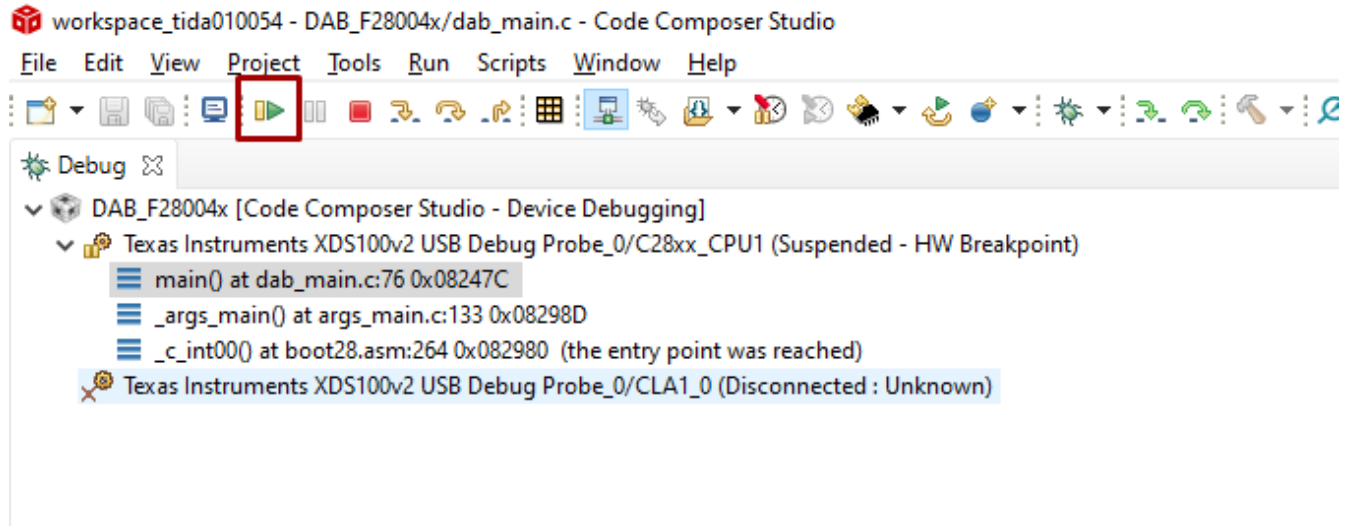 workspace_tida010054 - DAB_F28004x/dab_main.c - Code Composer Studio
File Edit View Project Tools Run Scripts Window Help
Debug
DAB_F28004x [Code Composer Studio - Device Debugging]
Texas Instruments XDS100v2 USB Debug Probe_0/C28xx_CPU1 (Suspended - HW Breakpoint)
main() at dab_main.c:76 0x08247C
_args_main() at args_main.c:133 0x08298D
_c_int00() at boot28.asm:264 0x082980 (the entry point was reached)
Texas Instruments XDS100v2 USB Debug Probe_0/CLA1_0 (Disconnected : Unknown)